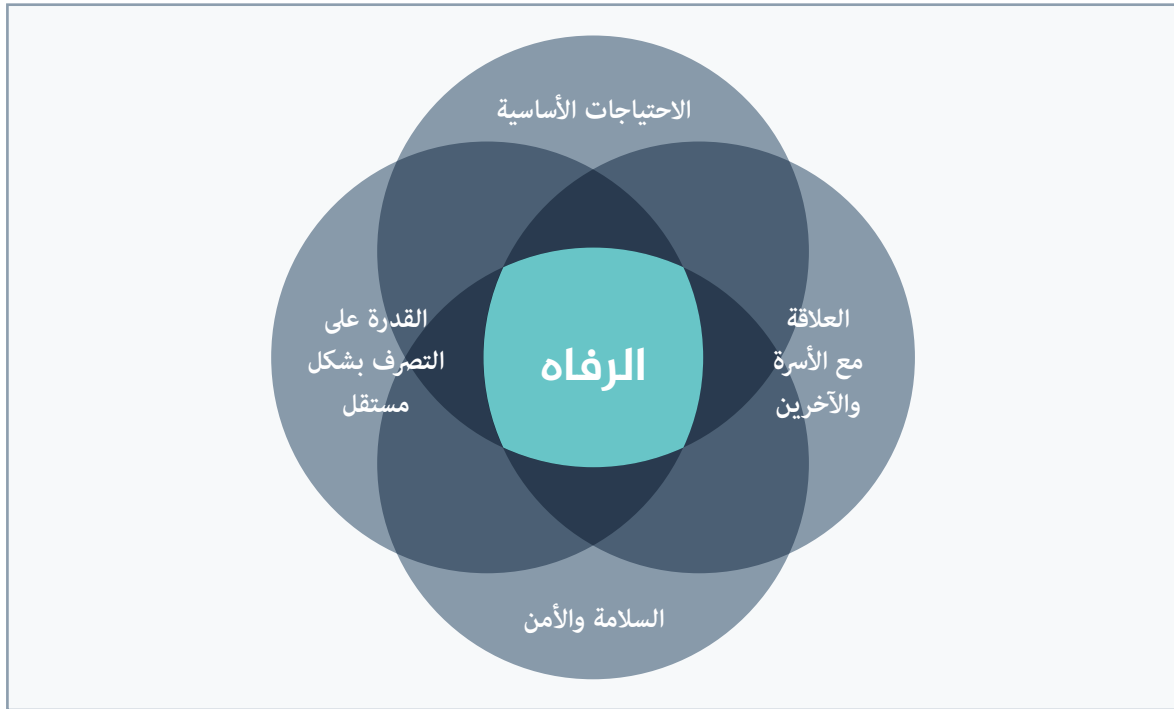 الاحتياجات الأساسية
العلاقة
مع الأسرة
والآخرين
الرفاه
القدرة على
التصرف بشكل
مستقل
السلامة والأمن